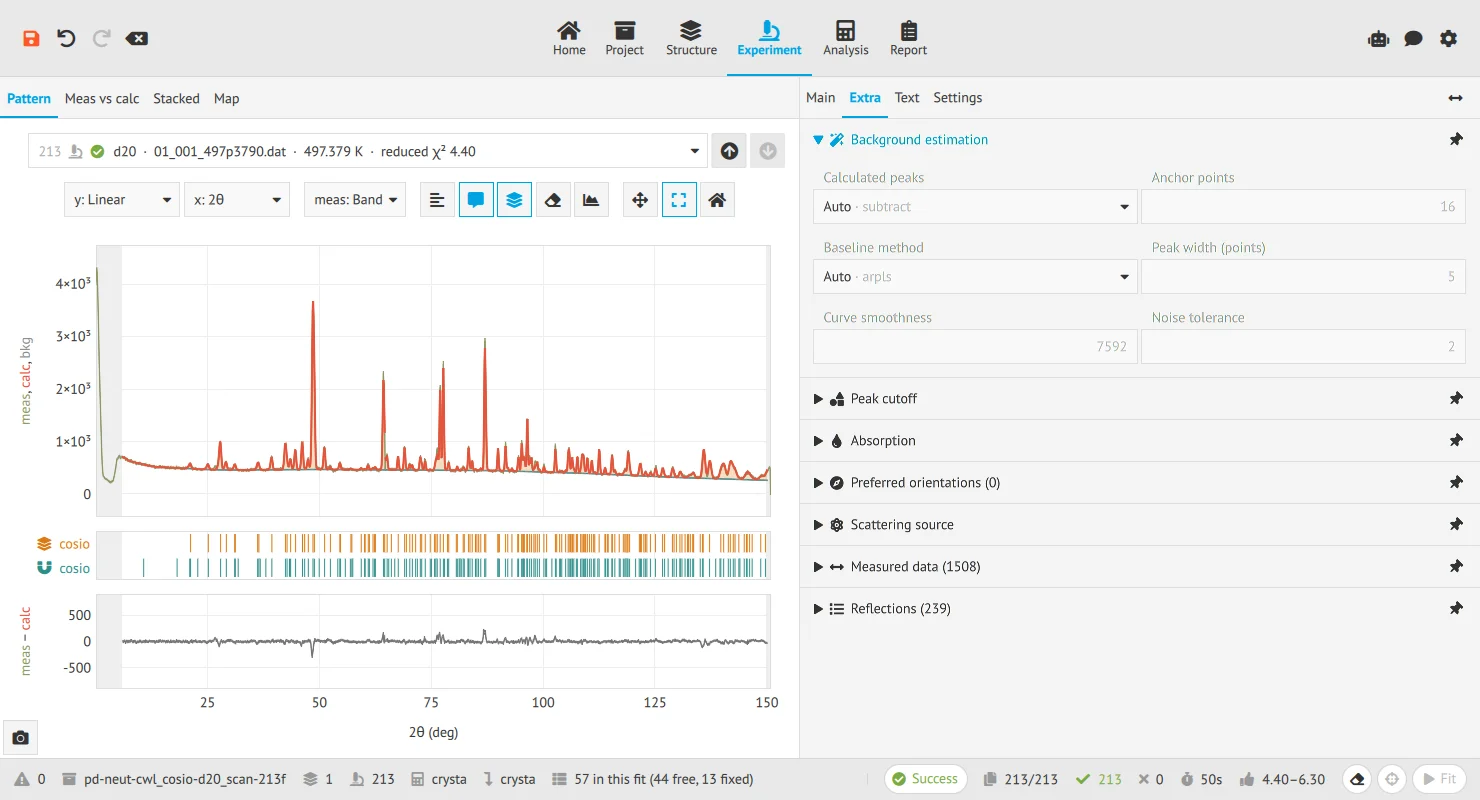 Home
Project
Structure
Experiment
Analysis
Report
Pattern
Meas vs calc
Stacked
Map
Main
Extra
Text
Settings
213 d20 · 01_001_497p3790.dat · 497.379 K · reduced χ² 4.40
y: Linear
x: 2θ
meas: Band
meas, calc, bkg
4×10³
3×10³
2×10³
1×10³
0
cosio
cosio
meas − calc
500
0
-500
25
50
75
100
125
150
2θ (deg)
Background estimation
Calculated peaks
Anchor points
Auto · subtract
16
Baseline method
Peak width (points)
Auto · arpls
5
Curve smoothness
Noise tolerance
7592
2
Peak cutoff
Absorption
Preferred orientations (0)
Scattering source
Measured data (1508)
Reflections (239)
0
pd-neut-cwl_cosio-d20_scan-213f
1
213
crysta
crysta
57 in this fit (44 free, 13 fixed)
Success
213/213
213
0
50s
4.40–6.30
Fit